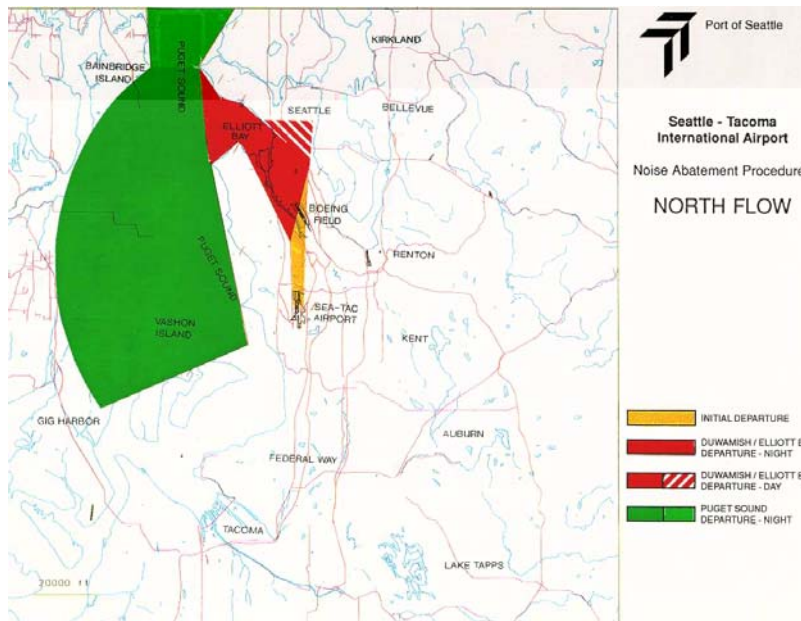 Port of Seattle
Seattle - Tacoma
International Airport
Noise Abatement Procedure
NORTH FLOW
KIRKLAND
BAINBRIDGE
ISLAND
PUGET SOUND
SEATTLE
BELLEVUE
ELLIOTT
BAY
BOEING
FIELD
RENTON
PUGET SOUND
SEA-TAC
AIRPORT
VASHON
ISLAND
KENT
GIG HARBOR
AUBURN
FEDERAL WAY
TACOMA
LAKE TAPPS
20000 ft
INITIAL DEPARTURE
DUWAMISH / ELLIOTT B
DEPARTURE - NIGHT
DUWAMISH / ELLIOTT B
DEPARTURE - DAY
PUGET SOUND
DEPARTURE - NIGHT